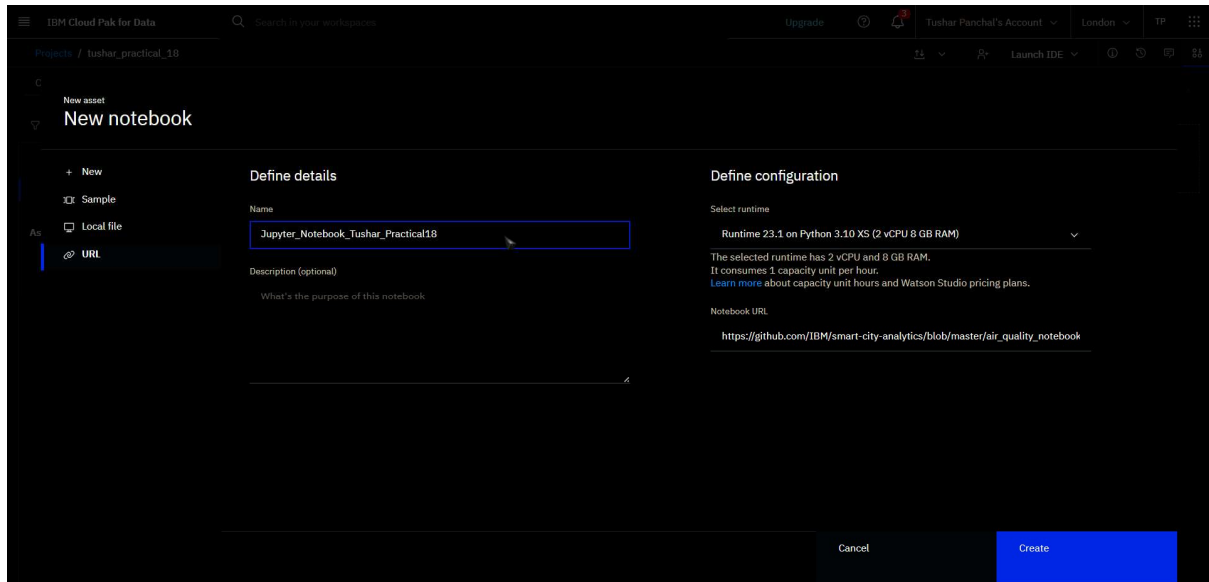 IBM Cloud Pak for Data
Search in your workspaces
Upgrade
3
Tushar Panchal's Account
London
TP
Projects / tushar_practical_18
Launch IDE
New asset
New notebook
+ New
Sample
Local file
As
URL
Define details
Name
Jupyter_Notebook_Tushar_Practical18
Description (optional)
What's the purpose of this notebook
Define configuration
Select runtime
Runtime 23.1 on Python 3.10 XS (2 vCPU 8 GB RAM)
The selected runtime has 2 vCPU and 8 GB RAM.
It consumes 1 capacity unit per hour.
Learn more about capacity unit hours and Watson Studio pricing plans.
Notebook URL
https://github.com/IBM/smart-city-analytics/blob/master/air_quality_notebook
Cancel
Create